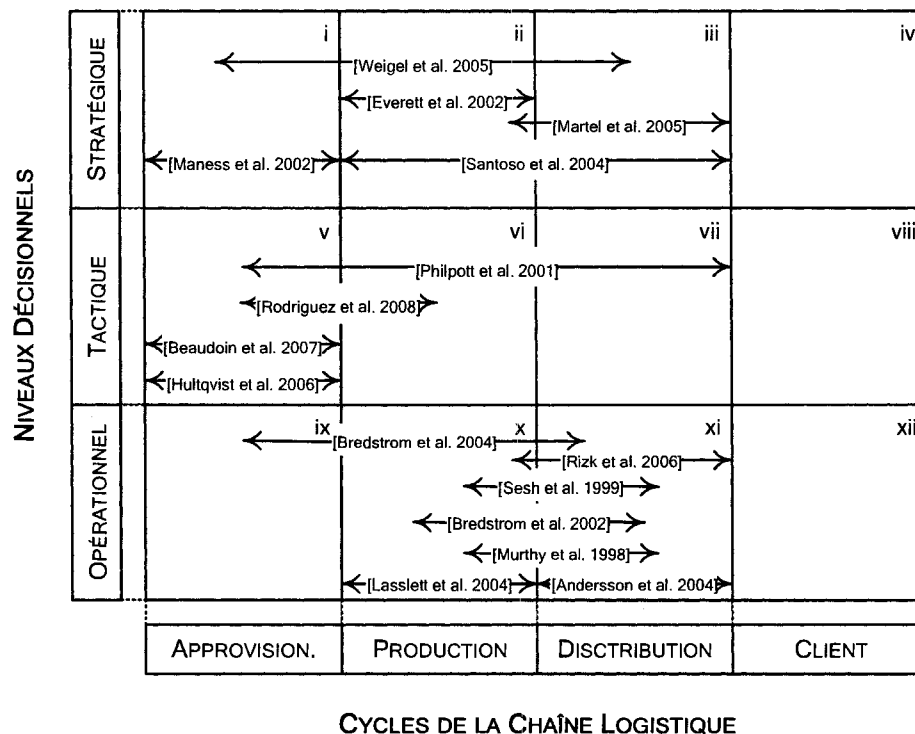 NIVEAUX DÉCISIONNELS
STRATÉGIQUE
i
ii
iii
iv
[Weigel et al. 2005]
[Everett et al. 2002]
[Martel et al. 2005]
[Maness et al. 2002]
[Santoso et al. 2004]
TACTIQUE
v
vi
vii
viii
[Philpott et al. 2001]
[Rodriguez et al. 2008]
[Beaudoin et al. 2007]
[Hultqvist et al. 2006]
OPÉRATIONNEL
ix
x
xi
xii
[Bredstrom et al. 2004]
[Rizk et al. 2006]
[Sesh et al. 1999]
[Bredstrom et al. 2002]
[Murthy et al. 1998]
[Lasslett et al. 2004]
[Andersson et al. 2004]
APPROVISION.
PRODUCTION
DISCTRIBUTION
CLIENT
CYCLES DE LA CHAÎNE LOGISTIQUE